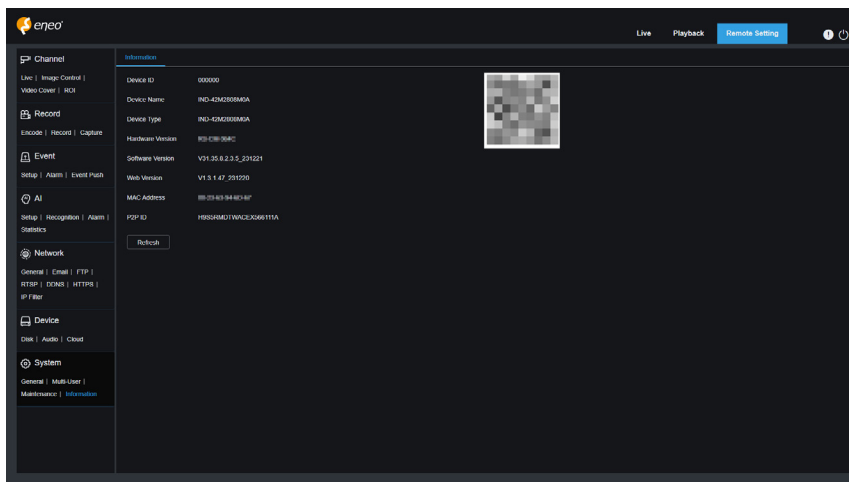 eneo
Live Playback Remote Setting
Channel
Live | Image Control |
Video Cover | ROI
Record
Encode | Record | Capture
Event
Setup | Alarm | Event Push
AI
Setup | Recognition | Alarm |
Statistics
Network
General | Email | FTP |
RTSP | DDNS | HTTPS |
IP Filter
Device
Disk | Audio | Cloud
System
General | Multi-User |
Maintenance | Information
Information
Device ID 000000
Device Name IND-42M2808M0A
Device Type IND-42M2808M0A
Hardware Version
Software Version V31.35.8.2.3.5_231221
Web Version V1.3.1.47_231220
MAC Address
P2P ID H9S5RMDTWACEX566111A
Refresh